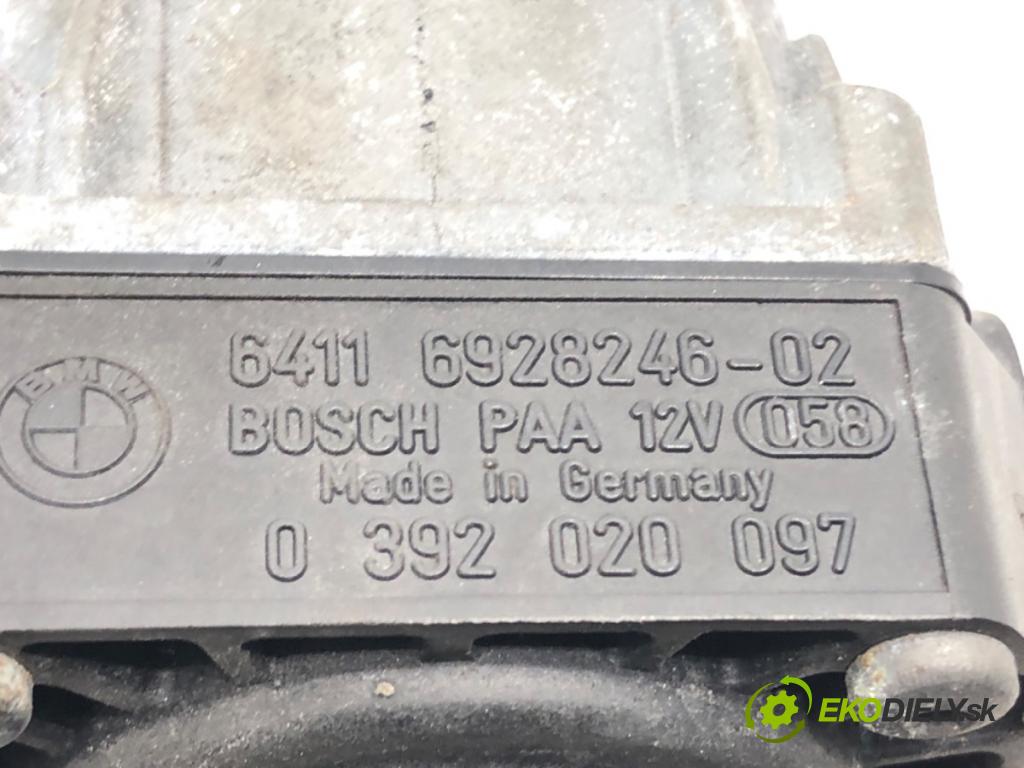 BMW
6411 6928246-02
BOSCH PAA 12V 058
Made in Germany
0 392 020 097
EKODIELY.sk